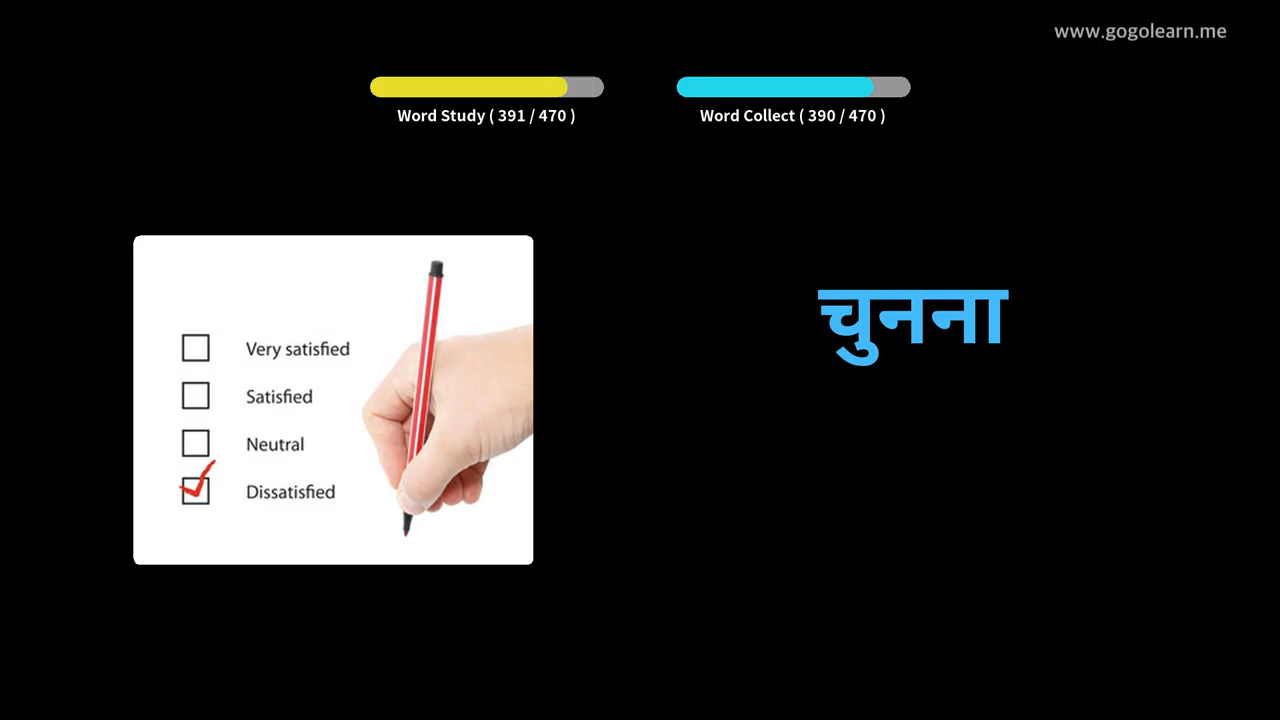 www.gogolearn.me
Word Study ( 391 / 470 )
Word Collect ( 390 / 470 )
चुनना
Very satisfied
Satisfied
Neutral
Dissatisfied